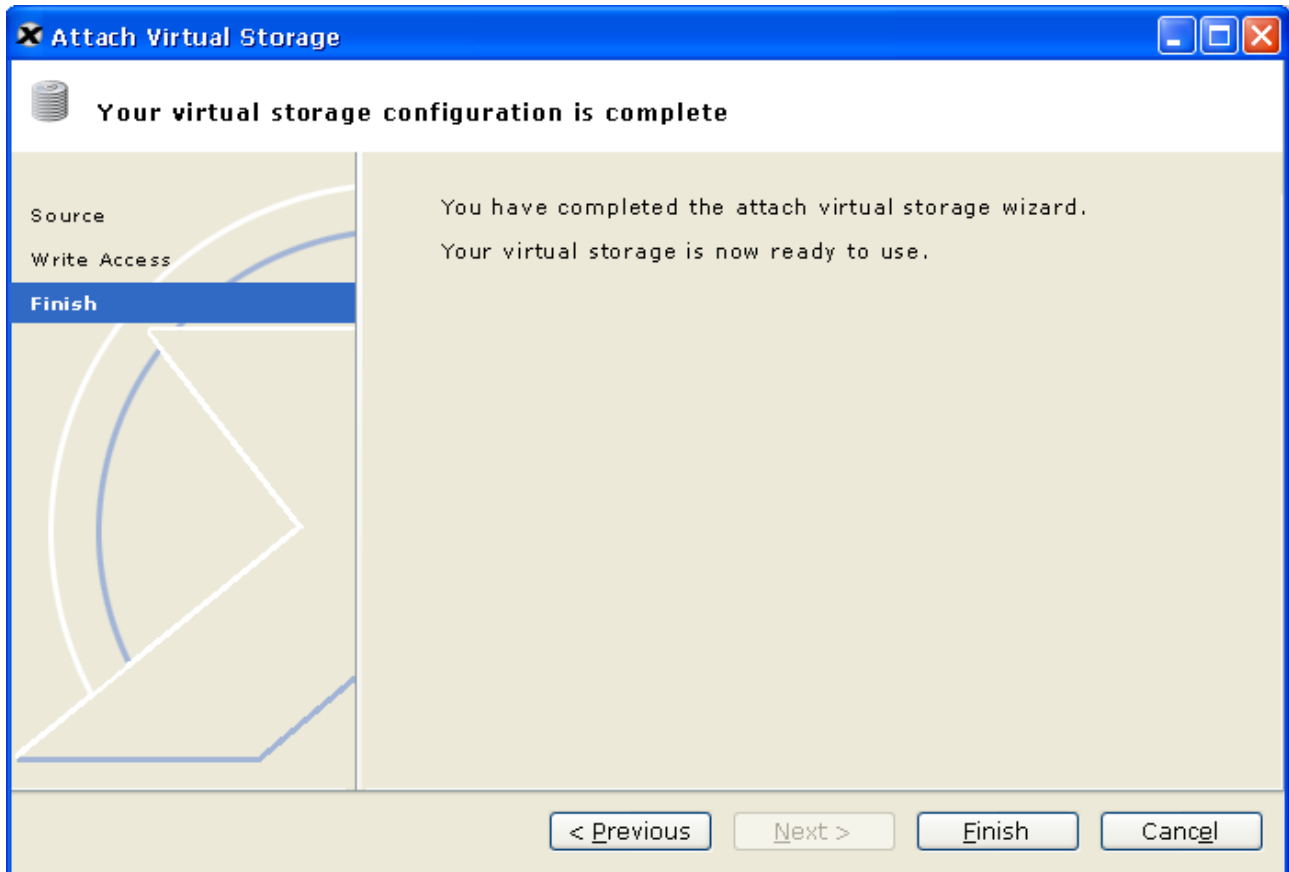 Attach Virtual Storage
Your virtual storage configuration is complete
Source
Write Access
Finish
You have completed the attach virtual storage wizard.
Your virtual storage is now ready to use.
< Previous
Next >
Finish
Cancel